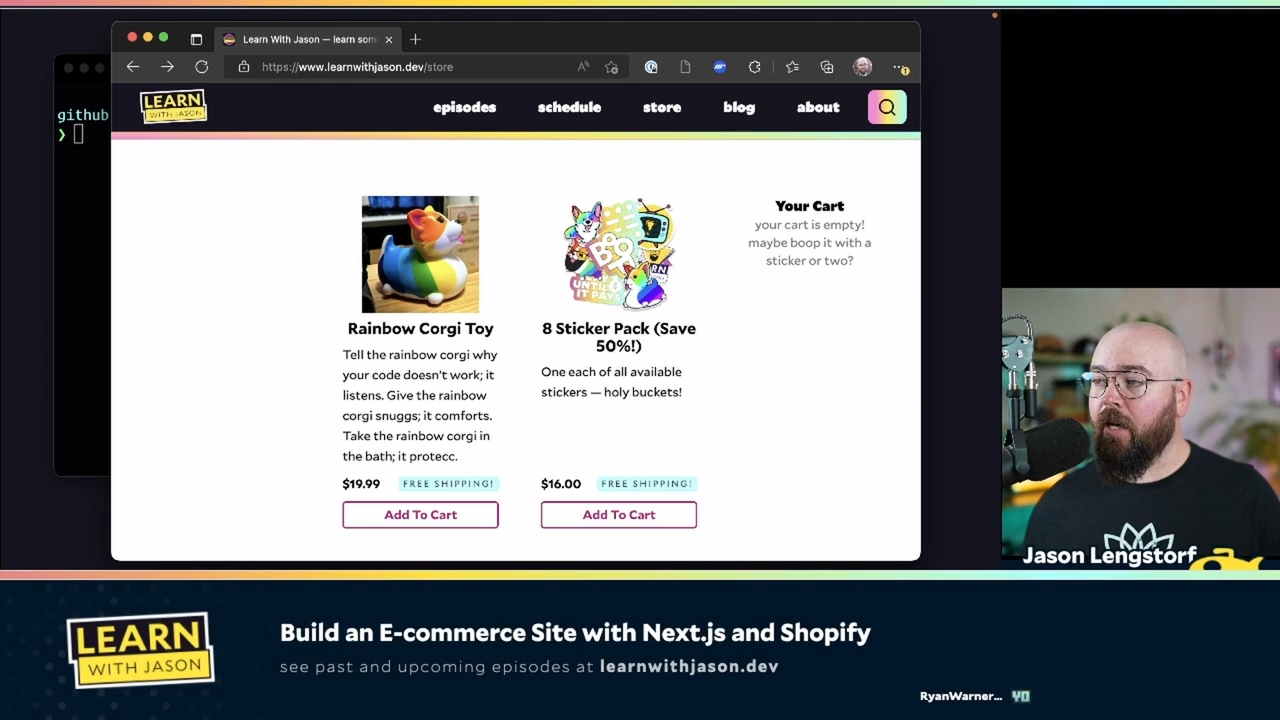 Learn With Jason — learn som
https://www.learnwithjason.dev/store
github
❯
LEARN
WITH JASON
episodes
schedule
store
blog
about
Your Cart
your cart is empty!
maybe boop it with a
sticker or two?
UNTIL
IT PAYS
Rainbow Corgi Toy
Tell the rainbow corgi why
your code doesn't work; it
listens. Give the rainbow
corgi snuggs; it comforts.
Take the rainbow corgi in
the bath; it protecc.
$19.99
FREE SHIPPING!
Add To Cart
8 Sticker Pack (Save
50%!)
One each of all available
stickers — holy buckets!
$16.00
FREE SHIPPING!
Add To Cart
Jason Lengstorf
LEARN
WITH JASON
Build an E-commerce Site with Next.js and Shopify
see past and upcoming episodes at learnwithjason.dev
RyanWarner... YO